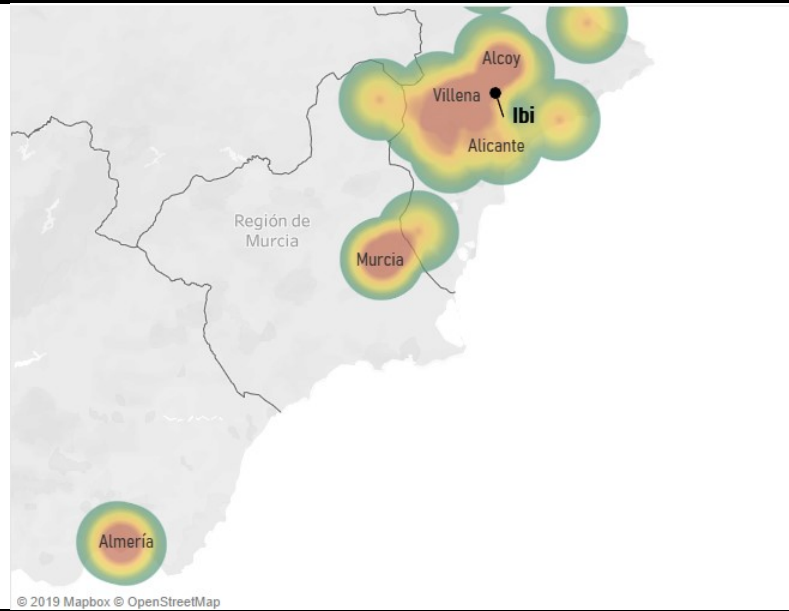 Alcoy
Villena
Ibi
Alicante
Región de
Murcia
Murcia
Almería
© 2019 Mapbox © OpenStreetMap